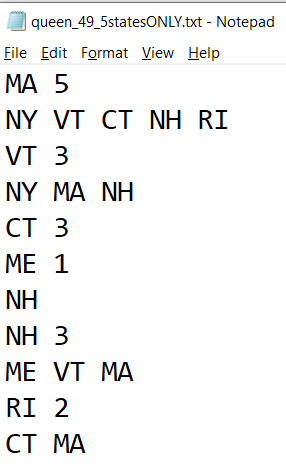 queen_49_5statesONLY.txt - Notepad
File Edit Format View Help
MA 5
NY VT CT NH RI
VT 3
NY MA NH
CT 3
ME 1
NH
NH 3
ME VT MA
RI 2
CT MA